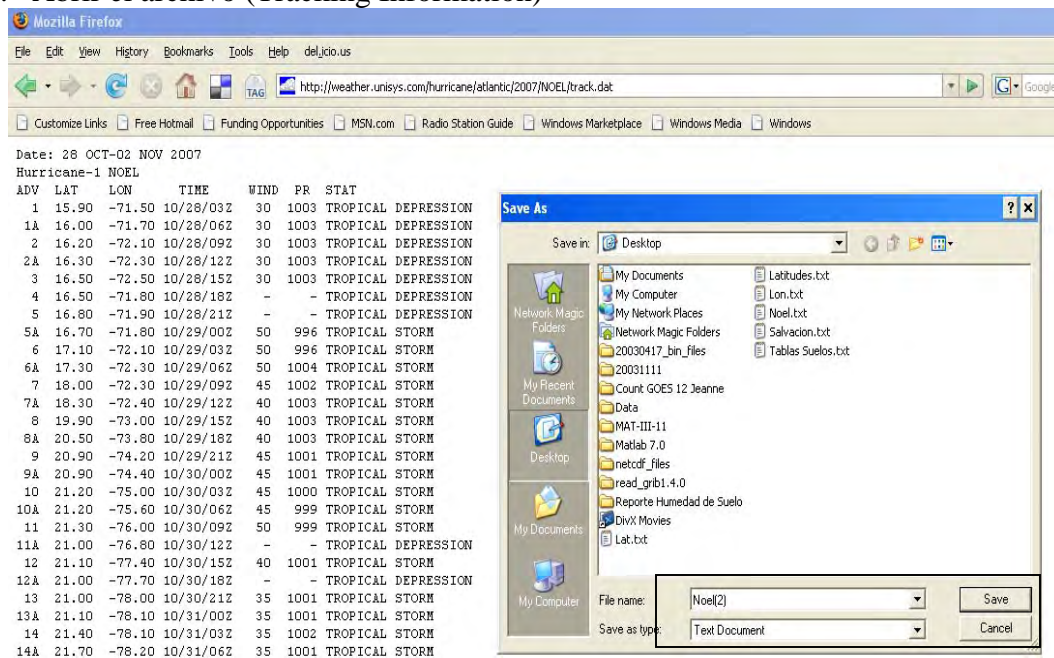 Abrir el archivo (Tracking Information)
Mozilla Firefox
File Edit View History Bookmarks Tools Help del.icio.us
TAG http://weather.unisys.com/hurricane/atlantic/2007/NOEL/track.dat G Google
Customize Links Free Hotmail Funding Opportunities MSN.com Radio Station Guide Windows Marketplace Windows Media Windows
Date: 28 OCT-02 NOV 2007
Hurricane-1 NOEL
ADV LAT LON TIME WIND PR STAT
1 15.90 -71.50 10/28/03Z 30 1003 TROPICAL DEPRESSION
1A 16.00 -71.70 10/28/06Z 30 1003 TROPICAL DEPRESSION
2 16.20 -72.10 10/28/09Z 30 1003 TROPICAL DEPRESSION
2A 16.30 -72.30 10/28/12Z 30 1003 TROPICAL DEPRESSION
3 16.50 -72.50 10/28/15Z 30 1003 TROPICAL DEPRESSION
4 16.50 -71.80 10/28/18Z - - TROPICAL DEPRESSION
5 16.80 -71.90 10/28/21Z - - TROPICAL DEPRESSION
5A 16.70 -71.80 10/29/00Z 50 996 TROPICAL STORM
6 17.10 -72.10 10/29/03Z 50 996 TROPICAL STORM
6A 17.30 -72.30 10/29/06Z 50 1004 TROPICAL STORM
7 18.00 -72.30 10/29/09Z 45 1002 TROPICAL STORM
7A 18.30 -72.40 10/29/12Z 40 1003 TROPICAL STORM
8 19.90 -73.00 10/29/15Z 40 1003 TROPICAL STORM
8A 20.50 -73.80 10/29/18Z 40 1003 TROPICAL STORM
9 20.90 -74.20 10/29/21Z 45 1001 TROPICAL STORM
9A 20.90 -74.40 10/30/00Z 45 1001 TROPICAL STORM
10 21.20 -75.00 10/30/03Z 45 1000 TROPICAL STORM
10A 21.20 -75.60 10/30/06Z 45 999 TROPICAL STORM
11 21.30 -76.00 10/30/09Z 50 999 TROPICAL STORM
11A 21.00 -76.80 10/30/12Z - - TROPICAL DEPRESSION
12 21.10 -77.40 10/30/15Z 40 1001 TROPICAL STORM
12A 21.00 -77.70 10/30/18Z - - TROPICAL DEPRESSION
13 21.00 -78.00 10/30/21Z 35 1001 TROPICAL STORM
13A 21.10 -78.10 10/31/00Z 35 1001 TROPICAL STORM
14 21.40 -78.10 10/31/03Z 35 1002 TROPICAL STORM
14A 21.70 -78.20 10/31/06Z 35 1001 TROPICAL STORM
Save As
Save in: Desktop
Network Magic Folders
My Recent Documents
Desktop
My Documents
My Computer
My Documents
My Computer
My Network Places
Network Magic Folders
20030417_bin_files
20031111
Count GOES 12 Jeanne
Data
MAT-III-11
Matlab 7.0
netcdf_files
read_grib1.4.0
Reporte Humedad de Suelo
DivX Movies
Lat.txt
Latitudes.txt
Lon.txt
Noel.txt
Salvacion.txt
Tablas Suelos.txt
File name: Noel(2) Save
Save as type: Text Document Cancel